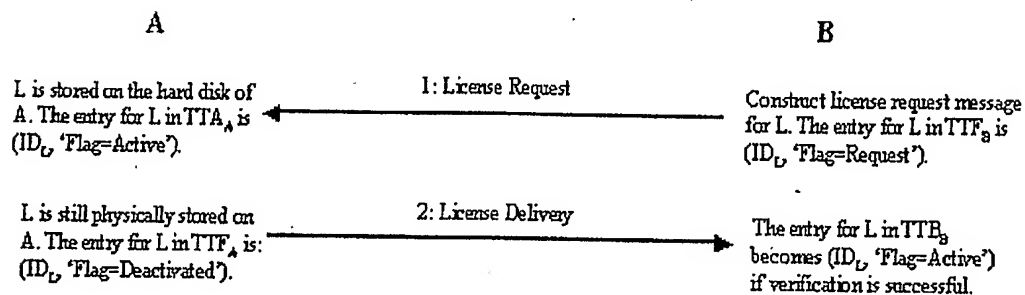 A
B
L is stored on the hard disk of
A. The entry for L in TTA_A is
(ID_L, 'Flag=Active').
1: License Request
Construct license request message
for L. The entry for L in TTF_B is
(ID_L, 'Flag=Request').
L is still physically stored on
A. The entry for L in TTF_A is:
(ID_L, 'Flag=Deactivated').
2: License Delivery
The entry for L in TTB_B
becomes (ID_L, 'Flag=Active')
if verification is successful.